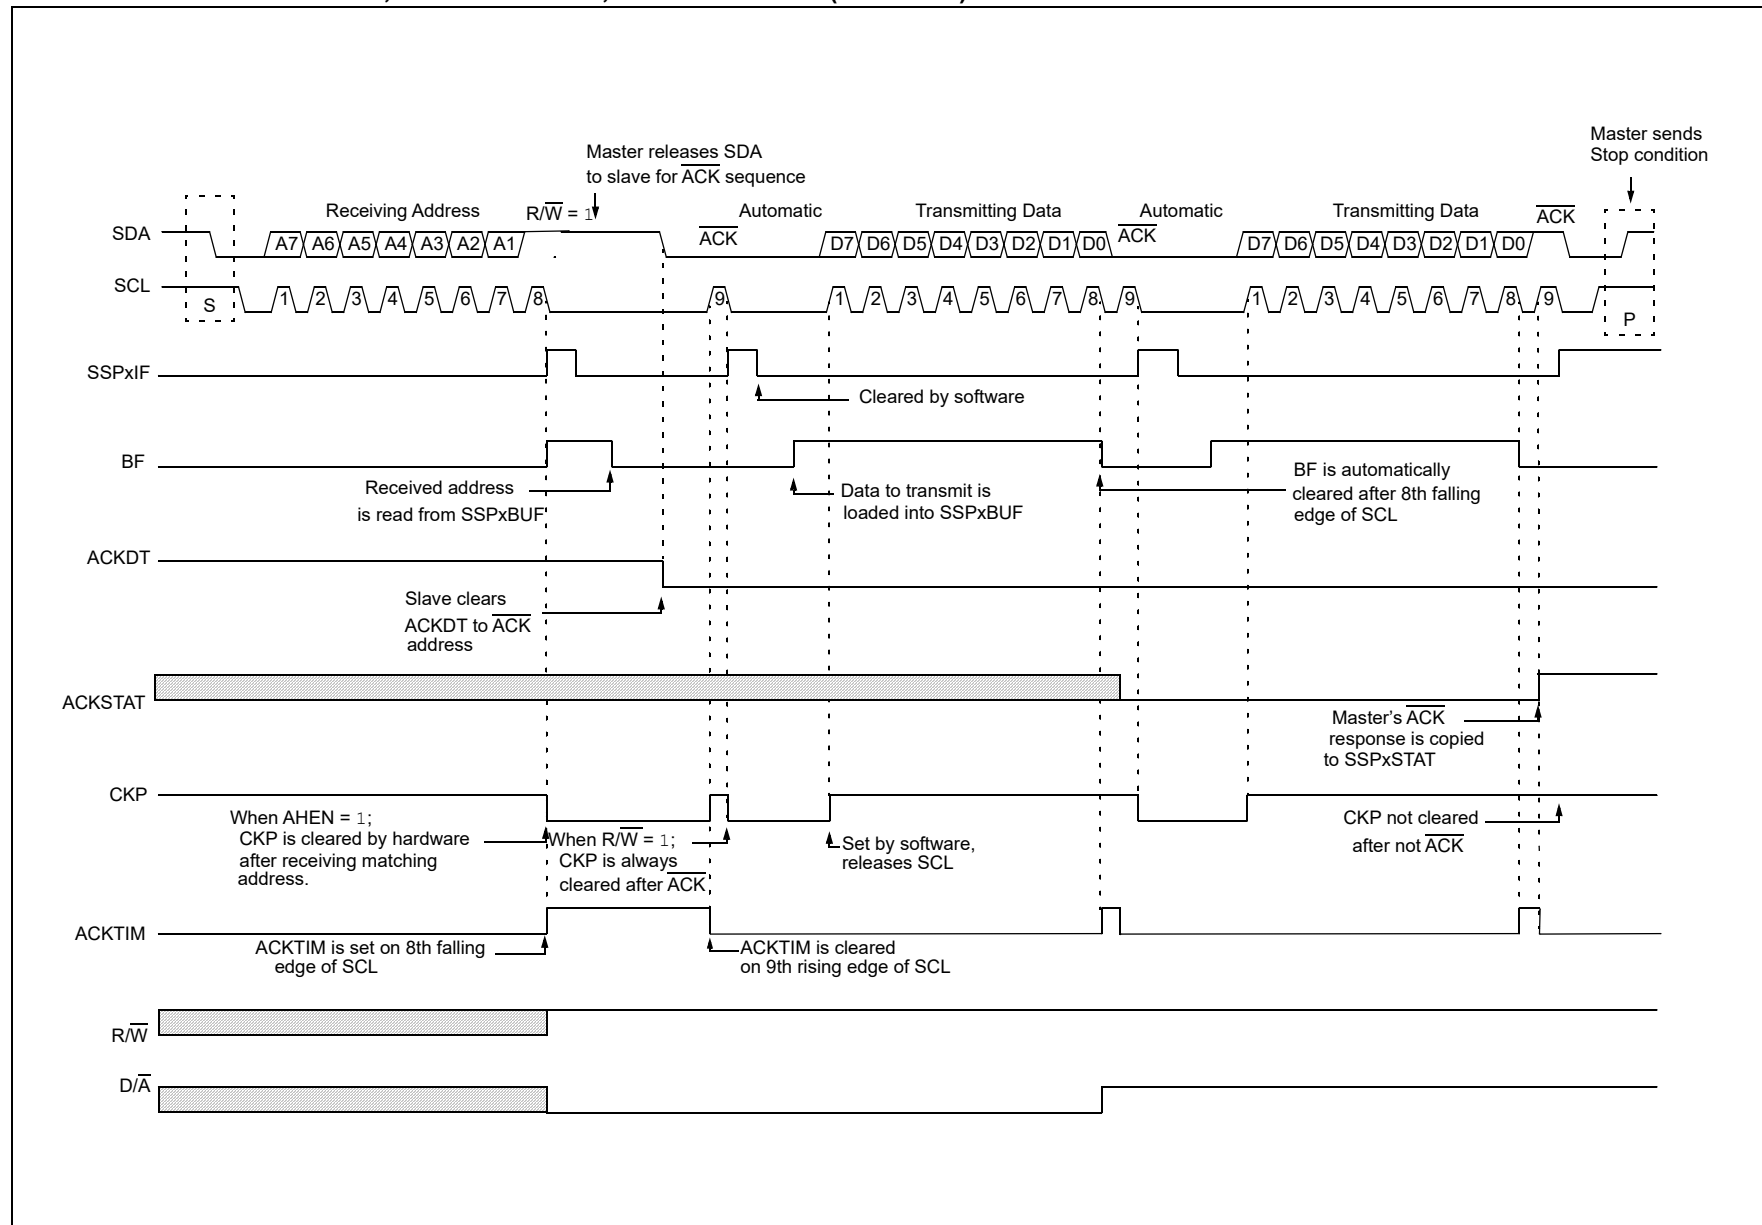 Master sends
Stop condition
Master releases SDA
to slave for ACK sequence
Receiving Address
R/W = 1
Automatic
Transmitting Data
Automatic
Transmitting Data
ACK
SDA
A7 A6 A5 A4 A3 A2 A1
ACK
D7 D6 D5 D4 D3 D2 D1 D0
ACK
D7 D6 D5 D4 D3 D2 D1 D0
SCL
S
1 2 3 4 5 6 7 8 9
1 2 3 4 5 6 7 8 9
1 2 3 4 5 6 7 8 9
P
SSPxIF
Cleared by software
BF
Received address
is read from SSPxBUF
Data to transmit is
loaded into SSPxBUF
BF is automatically
cleared after 8th falling
edge of SCL
ACKDT
Slave clears
ACKDT to ACK
address
ACKSTAT
Master's ACK
response is copied
to SSPxSTAT
CKP
When AHEN = 1;
CKP is cleared by hardware
after receiving matching
address.
When R/W = 1;
CKP is always
cleared after ACK
Set by software,
releases SCL
CKP not cleared
after not ACK
ACKTIM
ACKTIM is set on 8th falling
edge of SCL
ACKTIM is cleared
on 9th rising edge of SCL
R/W
D/A